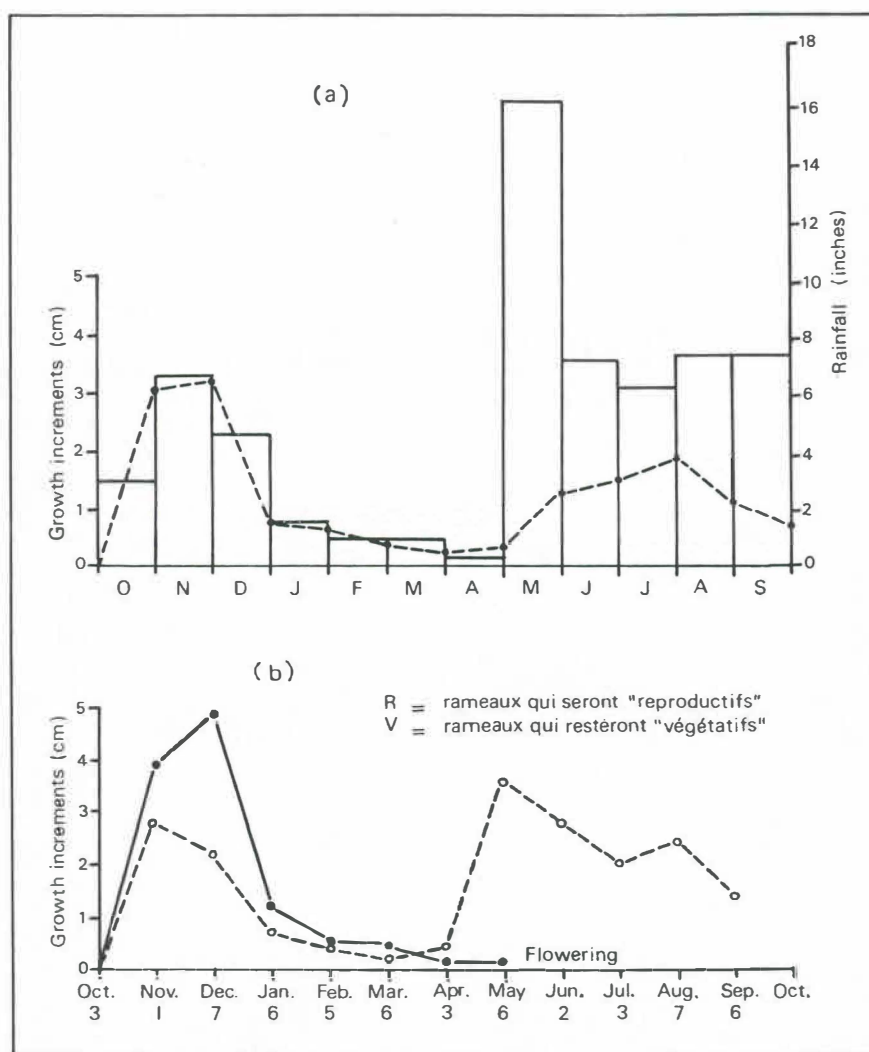 (a)
Growth increments (cm)
5
4
3
2
1
0
18
16
14
12
10
8
6
4
2
0
Rainfall (inches)
O N D J F M A M J J A S
(b)
R = rameaux qui seront "reproductifs"
V = rameaux qui restéront "végétatifs"
Growth increments (cm)
5
4
3
2
1
0
Flowering
Oct. Nov. Dec. Jan. Feb. Mar. Apr. May Jun. Jul. Aug. Sep. Oct.
3 1 7 6 5 6 3 6 2 3 7 6